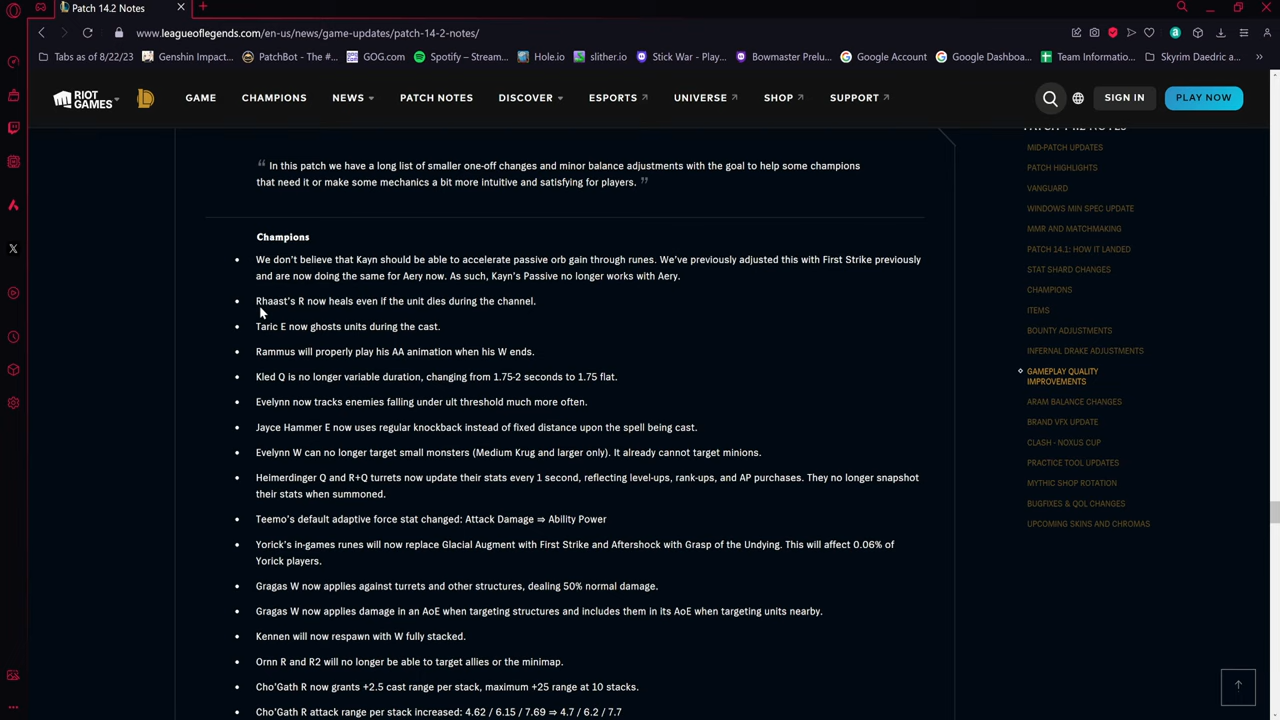 Patch 14.2 Notes
www.leagueoflegends.com/en-us/news/game-updates/patch-14-2-notes/
Tabs as of 8/22/23
Genshin Impact...
PatchBot - The #...
GOG.com
Spotify – Stream...
Hole.io
slither.io
Stick War - Play...
Bowmaster Prelu...
Google Account
Google Dashboa...
Team Informatio...
Skyrim Daedric a...
RIOT GAMES
GAME
CHAMPIONS
NEWS
PATCH NOTES
DISCOVER
ESPORTS
UNIVERSE
SHOP
SUPPORT
SIGN IN
PLAY NOW
In this patch we have a long list of smaller one-off changes and minor balance adjustments with the goal to help some champions
that need it or make some mechanics a bit more intuitive and satisfying for players.
Champions
We don't believe that Kayn should be able to accelerate passive orb gain through runes. We've previously adjusted this with First Strike previously
and are now doing the same for Aery now. As such, Kayn's Passive no longer works with Aery.
Rhaast's R now heals even if the unit dies during the channel.
Taric E now ghosts units during the cast.
Rammus will properly play his AA animation when his W ends.
Kled Q is no longer variable duration, changing from 1.75-2 seconds to 1.75 flat.
Evelynn now tracks enemies falling under ult threshold much more often.
Jayce Hammer E now uses regular knockback instead of fixed distance upon the spell being cast.
Evelynn W can no longer target small monsters (Medium Krug and larger only). It already cannot target minions.
Heimerdinger Q and R+Q turrets now update their stats every 1 second, reflecting level-ups, rank-ups, and AP purchases. They no longer snapshot
their stats when summoned.
Teemo's default adaptive force stat changed: Attack Damage ⇒ Ability Power
Yorick's in-games runes will now replace Glacial Augment with First Strike and Aftershock with Grasp of the Undying. This will affect 0.06% of
Yorick players.
Gragas W now applies against turrets and other structures, dealing 50% normal damage.
Gragas W now applies damage in an AoE when targeting structures and includes them in its AoE when targeting units nearby.
Kennen will now respawn with W fully stacked.
Ornn R and R2 will no longer be able to target allies or the minimap.
Cho'Gath R now grants +2.5 cast range per stack, maximum +25 range at 10 stacks.
Cho'Gath R attack range per stack increased: 4.62 / 6.15 / 7.69 ⇒ 4.7 / 6.2 / 7.7
PATCH 14.2 NOTES
MID-PATCH UPDATES
PATCH HIGHLIGHTS
VANGUARD
WINDOWS MIN SPEC UPDATE
MMR AND MATCHMAKING
PATCH 14.1: HOW IT LANDED
STAT SHARD CHANGES
CHAMPIONS
ITEMS
BOUNTY ADJUSTMENTS
INFERNAL DRAKE ADJUSTMENTS
GAMEPLAY QUALITY
IMPROVEMENTS
ARAM BALANCE CHANGES
BRAND VFX UPDATE
CLASH - NOXUS CUP
PRACTICE TOOL UPDATES
MYTHIC SHOP ROTATION
BUGFIXES & QOL CHANGES
UPCOMING SKINS AND CHROMAS